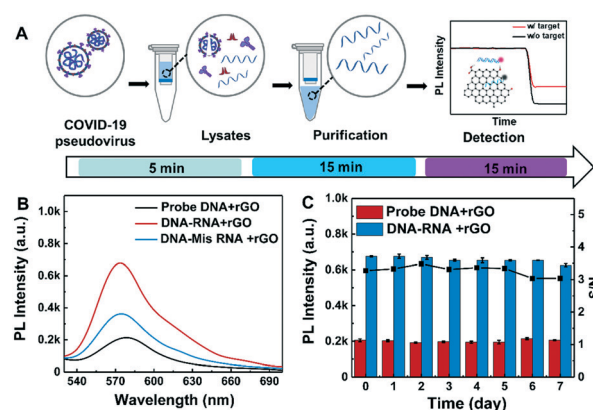 A
w/ target
w/o target
PL Intensity
Time
COVID-19
pseudovirus
Lysates
Purification
Detection
5 min
15 min
15 min
B
Probe DNA+rGO
DNA-RNA+rGO
DNA-Mis RNA +rGO
PL Intensity (a.u.)
1.0k
0.8k
0.6k
0.4k
0.2k
0.0
530
570
600
630
660
690
Wavelength (nm)
C
Probe DNA+rGO
DNA-RNA +rGO
PL Intensity (a.u.)
1.0k
0.8k
0.6k
0.4k
0.2k
0.0
5
4
3
2
1
0
S/N
0 1 2 3 4 5 6 7
Time (day)